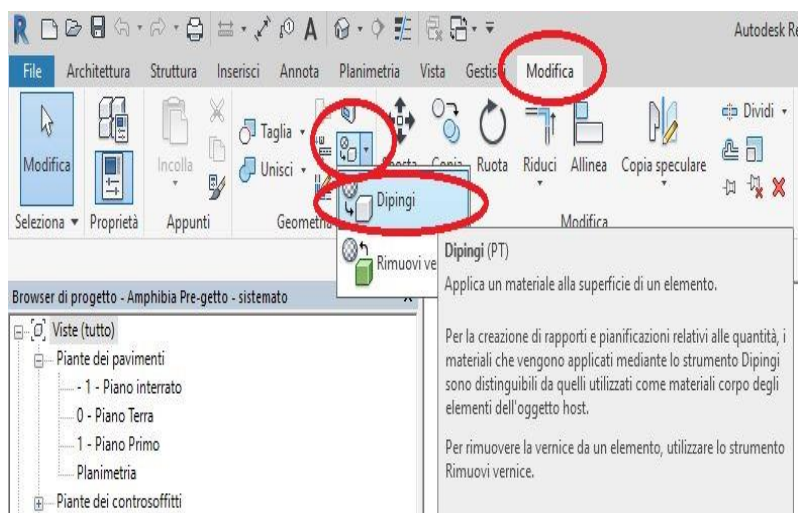 Autodesk Re
File Architettura Struttura Inserisci Annota Planimetria Vista Gestisci Modifica
Modifica Incolla Taglia Unisci Sposta Copia Ruota Riduci Allinea Copia speculare Dividi
Seleziona Proprietà Appunti Geometria Modifica
Dipingi
Rimuovi ve
Dipingi (PT)
Applica un materiale alla superficie di un elemento.
Per la creazione di rapporti e pianificazioni relativi alle quantità, i
materiali che vengono applicati mediante lo strumento Dipingi
sono distinguibili da quelli utilizzati come materiali corpo degli
elementi dell'oggetto host.
Per rimuovere la vernice da un elemento, utilizzare lo strumento
Rimuovi vernice.
Browser di progetto - Amphibia Pre-getto - sistemato
Viste (tutto)
Piante dei pavimenti
- 1 - Piano interrato
0 - Piano Terra
1 - Piano Primo
Planimetria
Piante dei controsoffitti